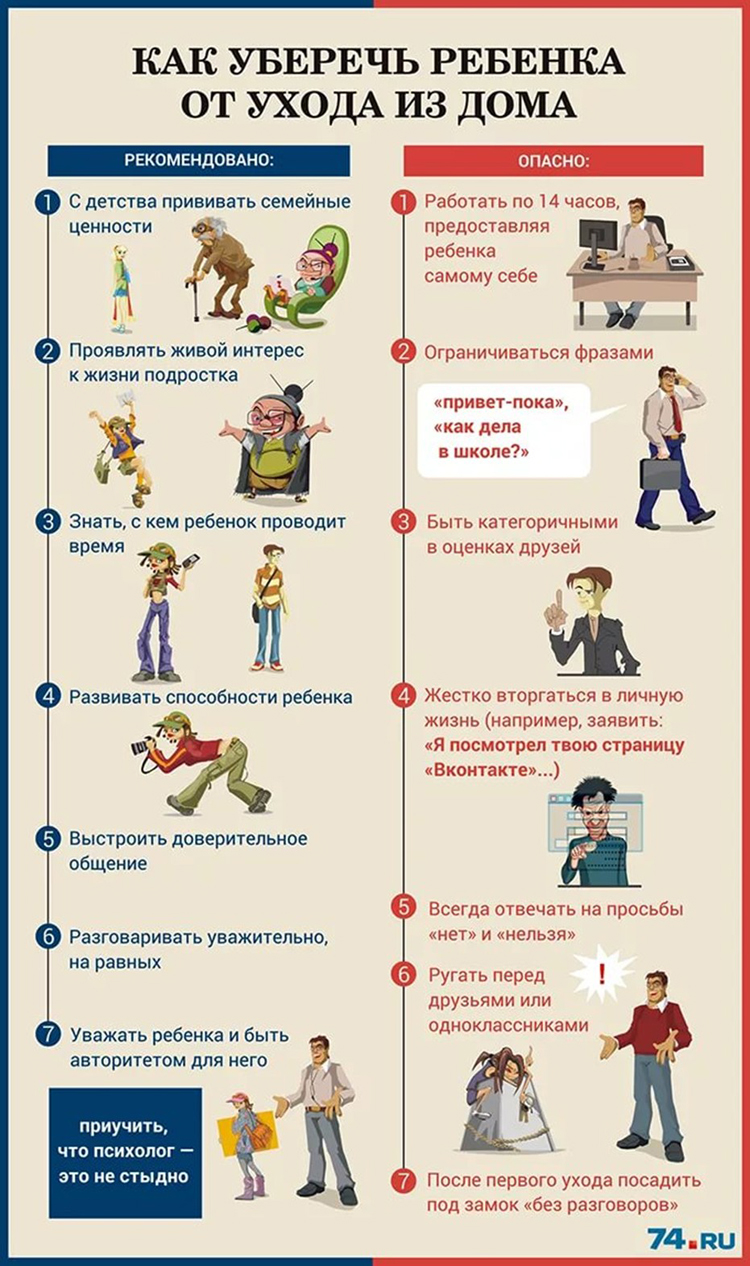 КАК УБЕРЕЧЬ РЕБЕНКА
ОТ УХОДА ИЗ ДОМА
РЕКОМЕНДОВАНО:
1 С детства прививать семейные
ценности
2 Проявлять живой интерес
к жизни подростка
3 Знать, с кем ребенок проводит
время
4 Развивать способности ребенка
5 Выстроить доверительное
общение
6 Разговаривать уважительно,
на равных
7 Уважать ребенка и быть
авторитетом для него
приучить,
что психолог —
это не стыдно
ОПАСНО:
1 Работать по 14 часов,
предоставляя
ребенка
самому себе
2 Ограничиваться фразами
«привет-пока»,
«как дела
в школе?»
3 Быть категоричными
в оценках друзей
4 Жестко вторгаться в личную
жизнь (например, заявить:
«Я посмотрел твою страницу
«Вконтакте»...)
5 Всегда отвечать на просьбы
«нет» и «нельзя»
6 Ругать перед
друзьями или
одноклассниками
!
7 После первого ухода посадить
под замок «без разговоров»
74.RU